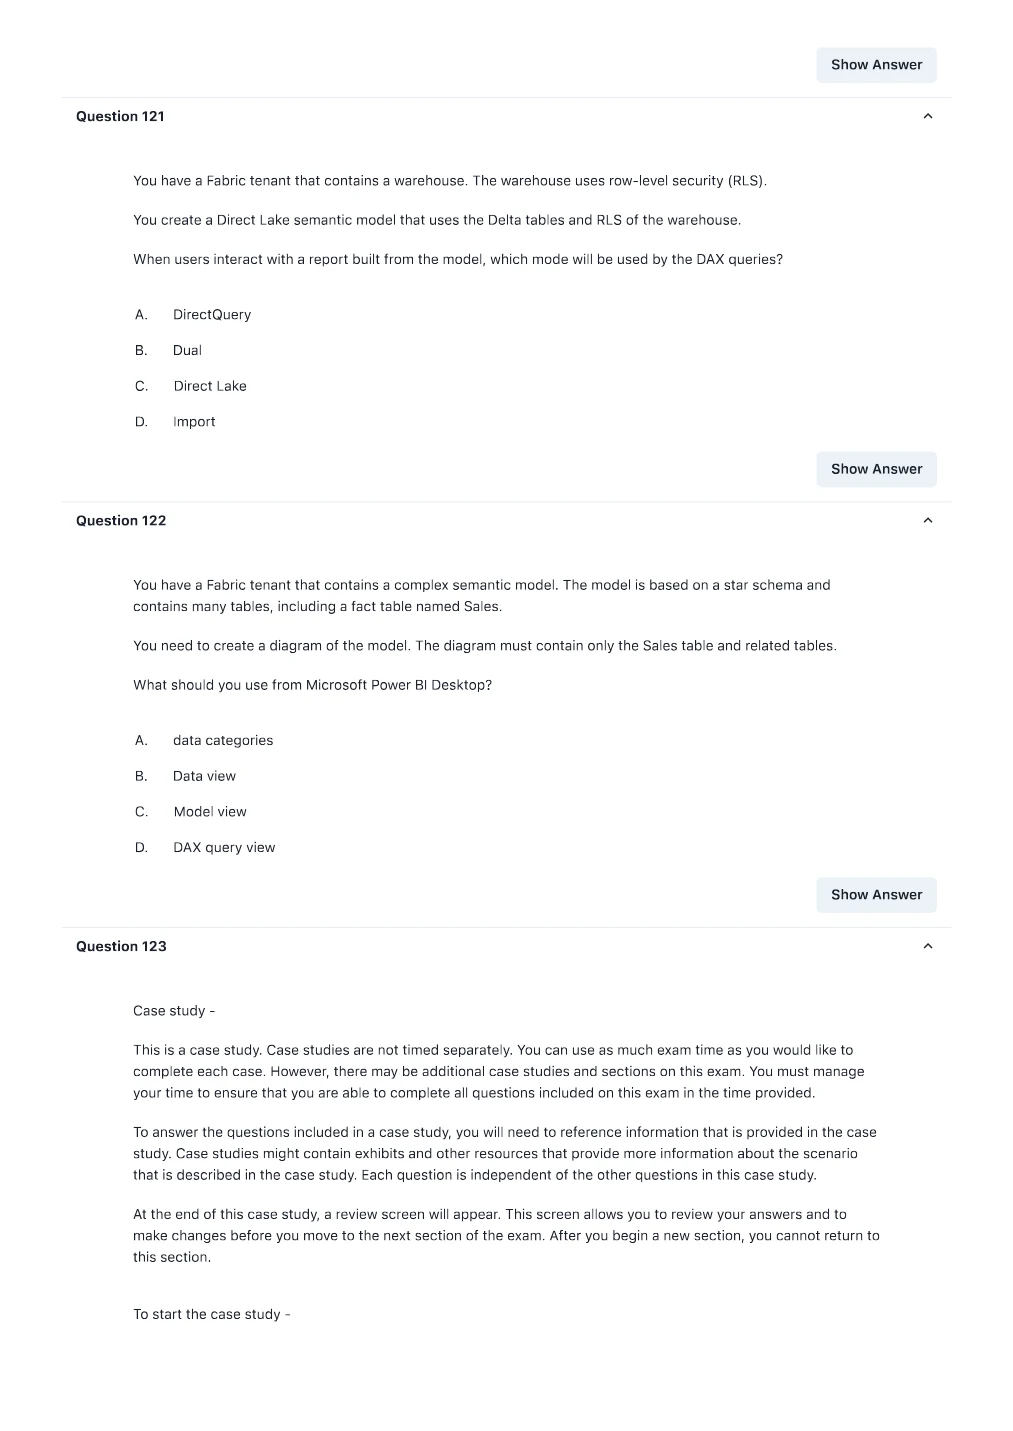 Show Answer
Question 121
You have a Fabric tenant that contains a warehouse. The warehouse uses row-level security (RLS).
You create a Direct Lake semantic model that uses the Delta tables and RLS of the warehouse.
When users interact with a report built from the model, which mode will be used by the DAX queries?
A. DirectQuery
B. Dual
C. Direct Lake
D. Import
Show Answer
Question 122
You have a Fabric tenant that contains a complex semantic model. The model is based on a star schema and
contains many tables, including a fact table named Sales.
You need to create a diagram of the model. The diagram must contain only the Sales table and related tables.
What should you use from Microsoft Power BI Desktop?
A. data categories
B. Data view
C. Model view
D. DAX query view
Show Answer
Question 123
Case study -
This is a case study. Case studies are not timed separately. You can use as much exam time as you would like to
complete each case. However, there may be additional case studies and sections on this exam. You must manage
your time to ensure that you are able to complete all questions included on this exam in the time provided.
To answer the questions included in a case study, you will need to reference information that is provided in the case
study. Case studies might contain exhibits and other resources that provide more information about the scenario
that is described in the case study. Each question is independent of the other questions in this case study.
At the end of this case study, a review screen will appear. This screen allows you to review your answers and to
make changes before you move to the next section of the exam. After you begin a new section, you cannot return to
this section.
To start the case study -